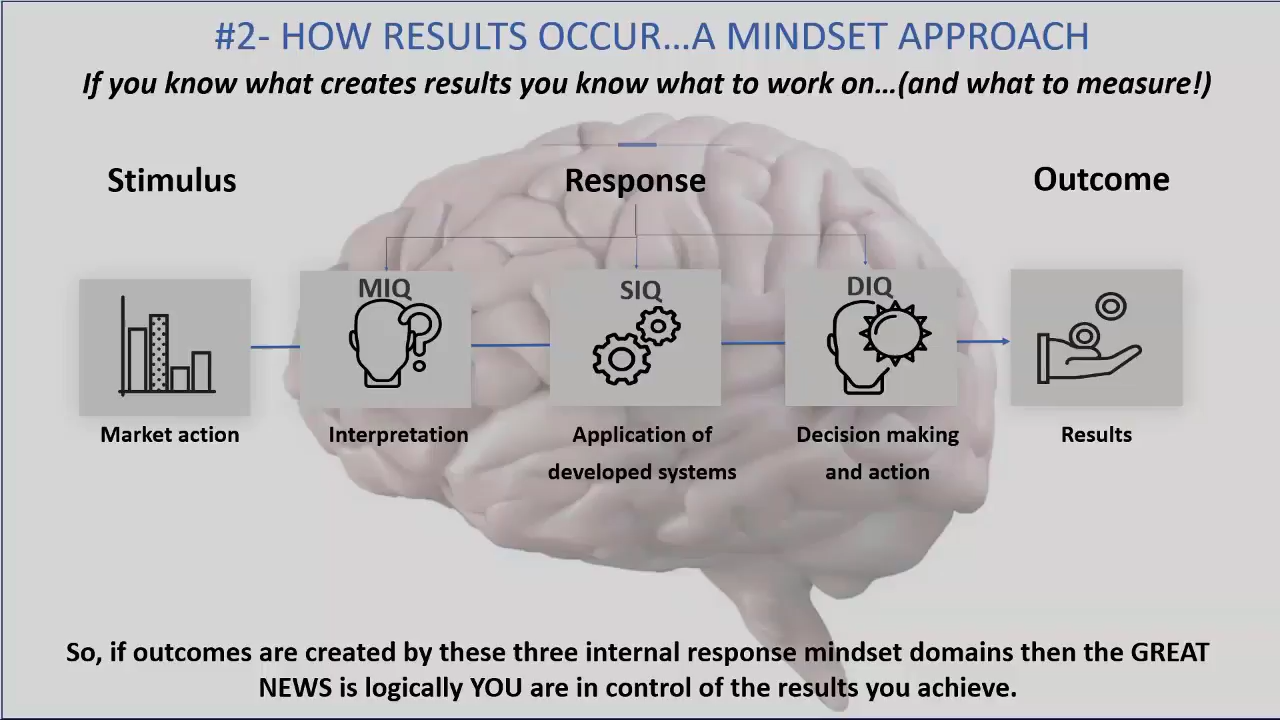 #2- HOW RESULTS OCCUR...A MINDSET APPROACH
If you know what creates results you know what to work on...(and what to measure!)
Stimulus
Response
Outcome
MIQ
SIQ
DIQ
Market action
Interpretation
Application of
developed systems
Decision making
and action
Results
So, if outcomes are created by these three internal response mindset domains then the GREAT
NEWS is logically YOU are in control of the results you achieve.